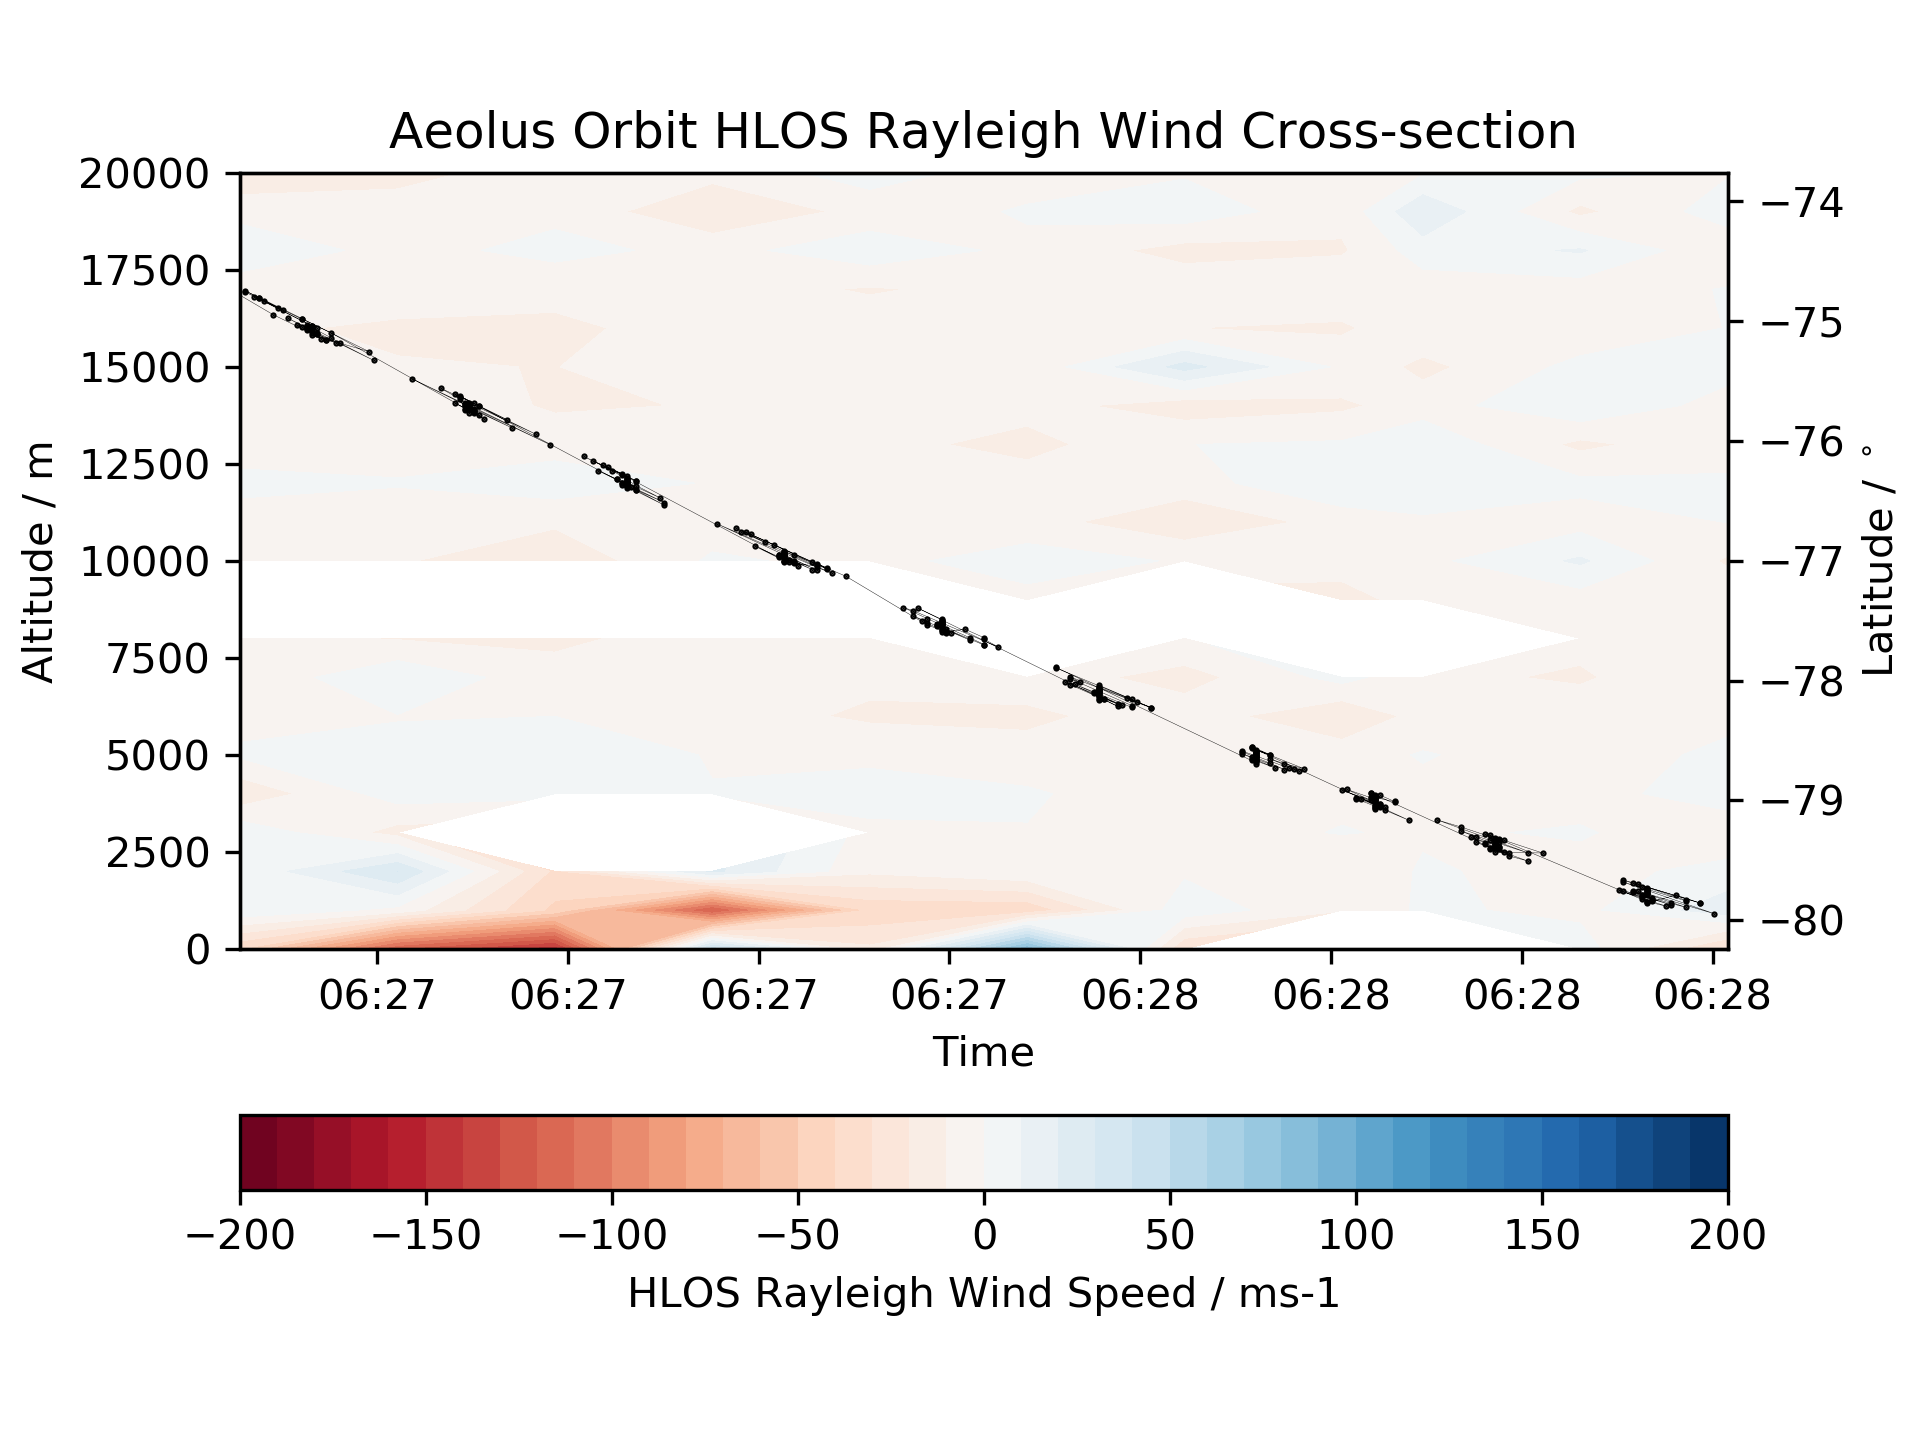 Aeolus Orbit HLOS Rayleigh Wind Cross-section
20000
17500
15000
12500
10000
7500
5000
2500
0
Altitude / m
−74
−75
−76
−77
−78
−79
−80
Latitude / °
06:27 06:27 06:27 06:27 06:28 06:28 06:28 06:28
Time
−200 −150 −100 −50 0 50 100 150 200
HLOS Rayleigh Wind Speed / ms-1